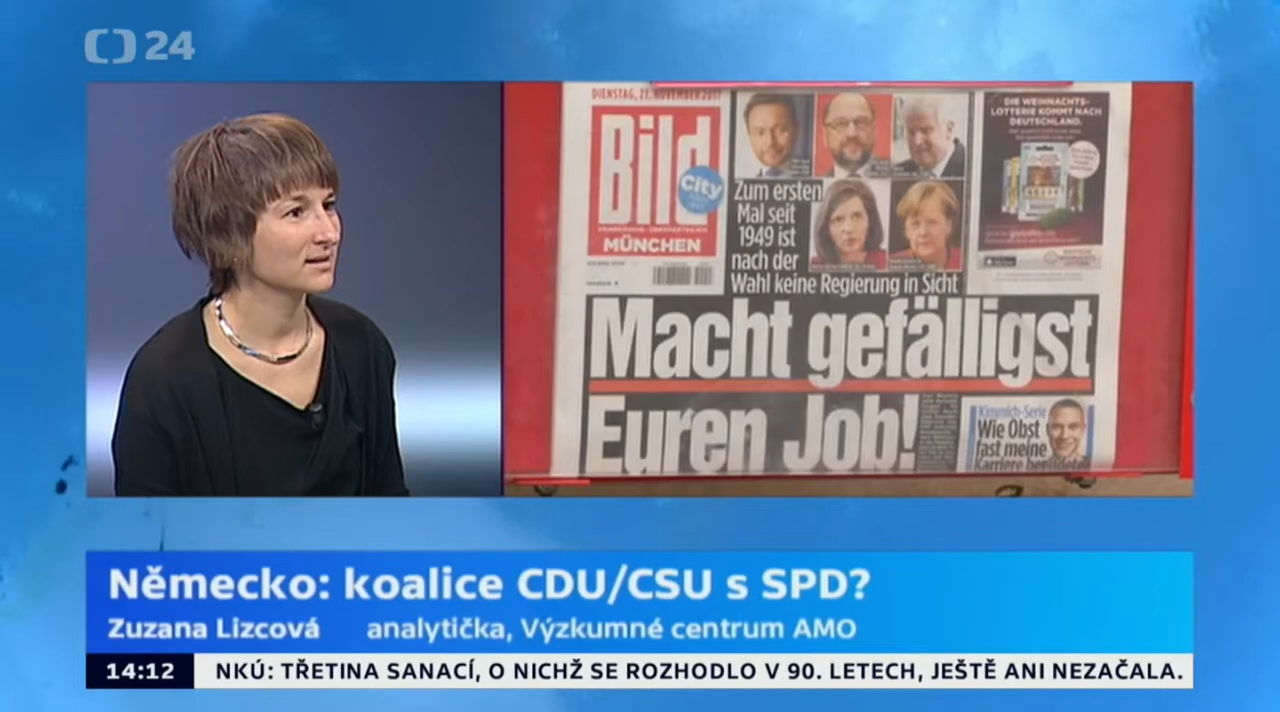 24
DIENSTAG, 21. NOVEMBER 2017
Bild
City
MÜNCHEN
Zum ersten
Mal seit
1949 ist
nach der
Wahl keine Regierung in Sicht
DIE WEIHNACHTS-
LOTTERIE KOMMT NACH
DEUTSCHLAND.
Macht gefälligst
Euren Job!
Kimmich-Serie
Wie Obst
fast meine
Karriere beendete
Německo: koalice CDU/CSU s SPD?
Zuzana Lizcová analytička, Výzkumné centrum AMO
14:12 NKÚ: TŘETINA SANACÍ, O NICHŽ SE ROZHODLO V 90. LETECH, JEŠTĚ ANI NEZAČALA.